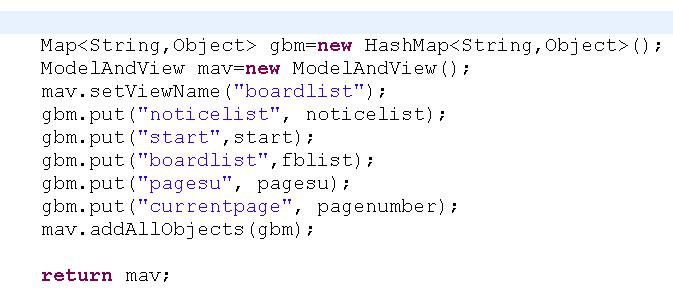 Map<String,Object> gbm=new HashMap<String,Object>();
ModelAndView mav=new ModelAndView();
mav.setViewName("boardlist");
gbm.put("noticelist", noticelist);
gbm.put("start",start);
gbm.put("boardlist",fblist);
gbm.put("pagesu", pagesu);
gbm.put("currentpage", pagenumber);
mav.addAllObjects(gbm);
return mav;